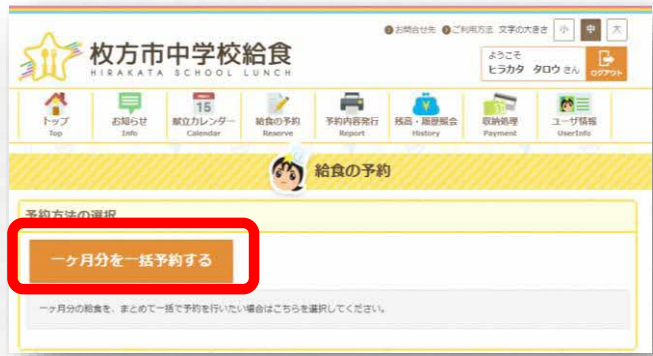 お問合せ先 ご利用方法 文字の大きさ 小 中 大
枚方市中学校給食
HIRAKATA SCHOOL LUNCH
ようこそ
ヒラカタ タロウ さん
ログアウト
トップ お知らせ 献立カレンダー 給食の予約 予約内容発行 残高・履歴照会 収納処理 ユーザ情報
Top Info Calendar Reserve Report History Payment UserInfo
給食の予約
予約方法の選択
一ヶ月分を一括予約する
一ヶ月分の給食を、まとめて一括で予約を行いたい場合はこちらを選択してください。